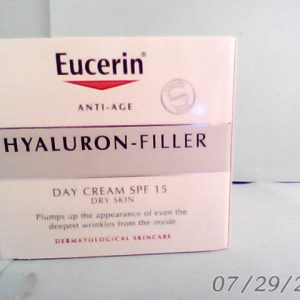 Eucerin®
ANTI-AGE
HYALURON-FILLER
DAY CREAM SPF 15
DRY SKIN
Plumps up the appearance of even the
deepest wrinkles from the inside.
DERMATOLOGICAL SKINCARE
07/29/2